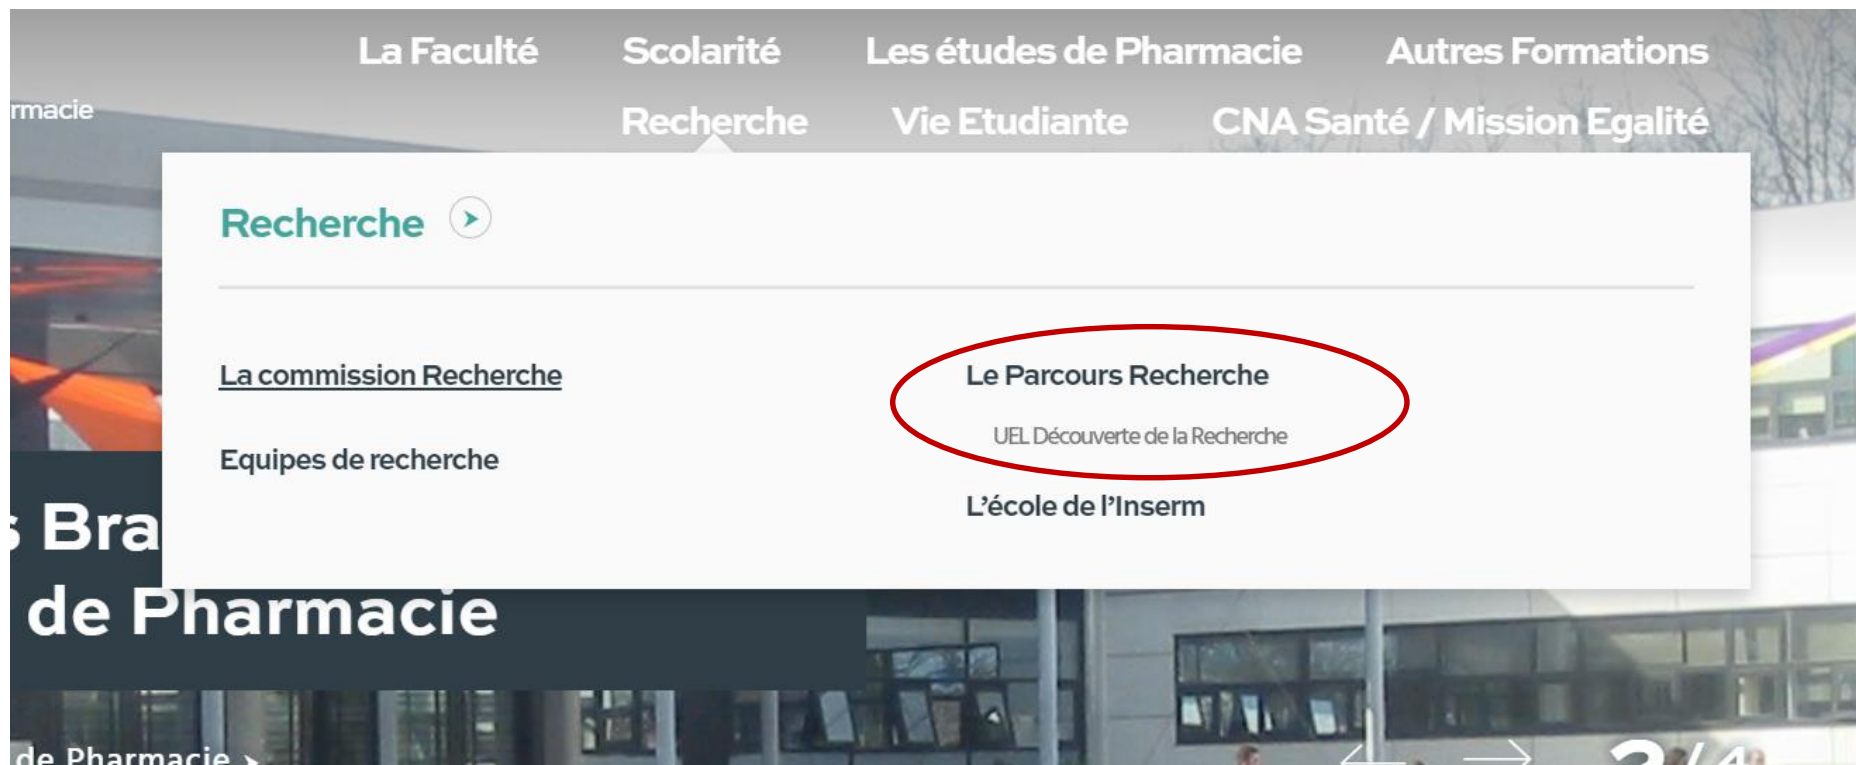 La Faculté Scolarité Les études de Pharmacie Autres Formations
rmacie Recherche Vie Etudiante CNA Santé / Mission Egalité
Recherche
La commission Recherche
Equipes de recherche
Le Parcours Recherche
UEL Découverte de la Recherche
L’école de l’Inserm
s Bra
de Pharmacie
de Pharmacie
/4